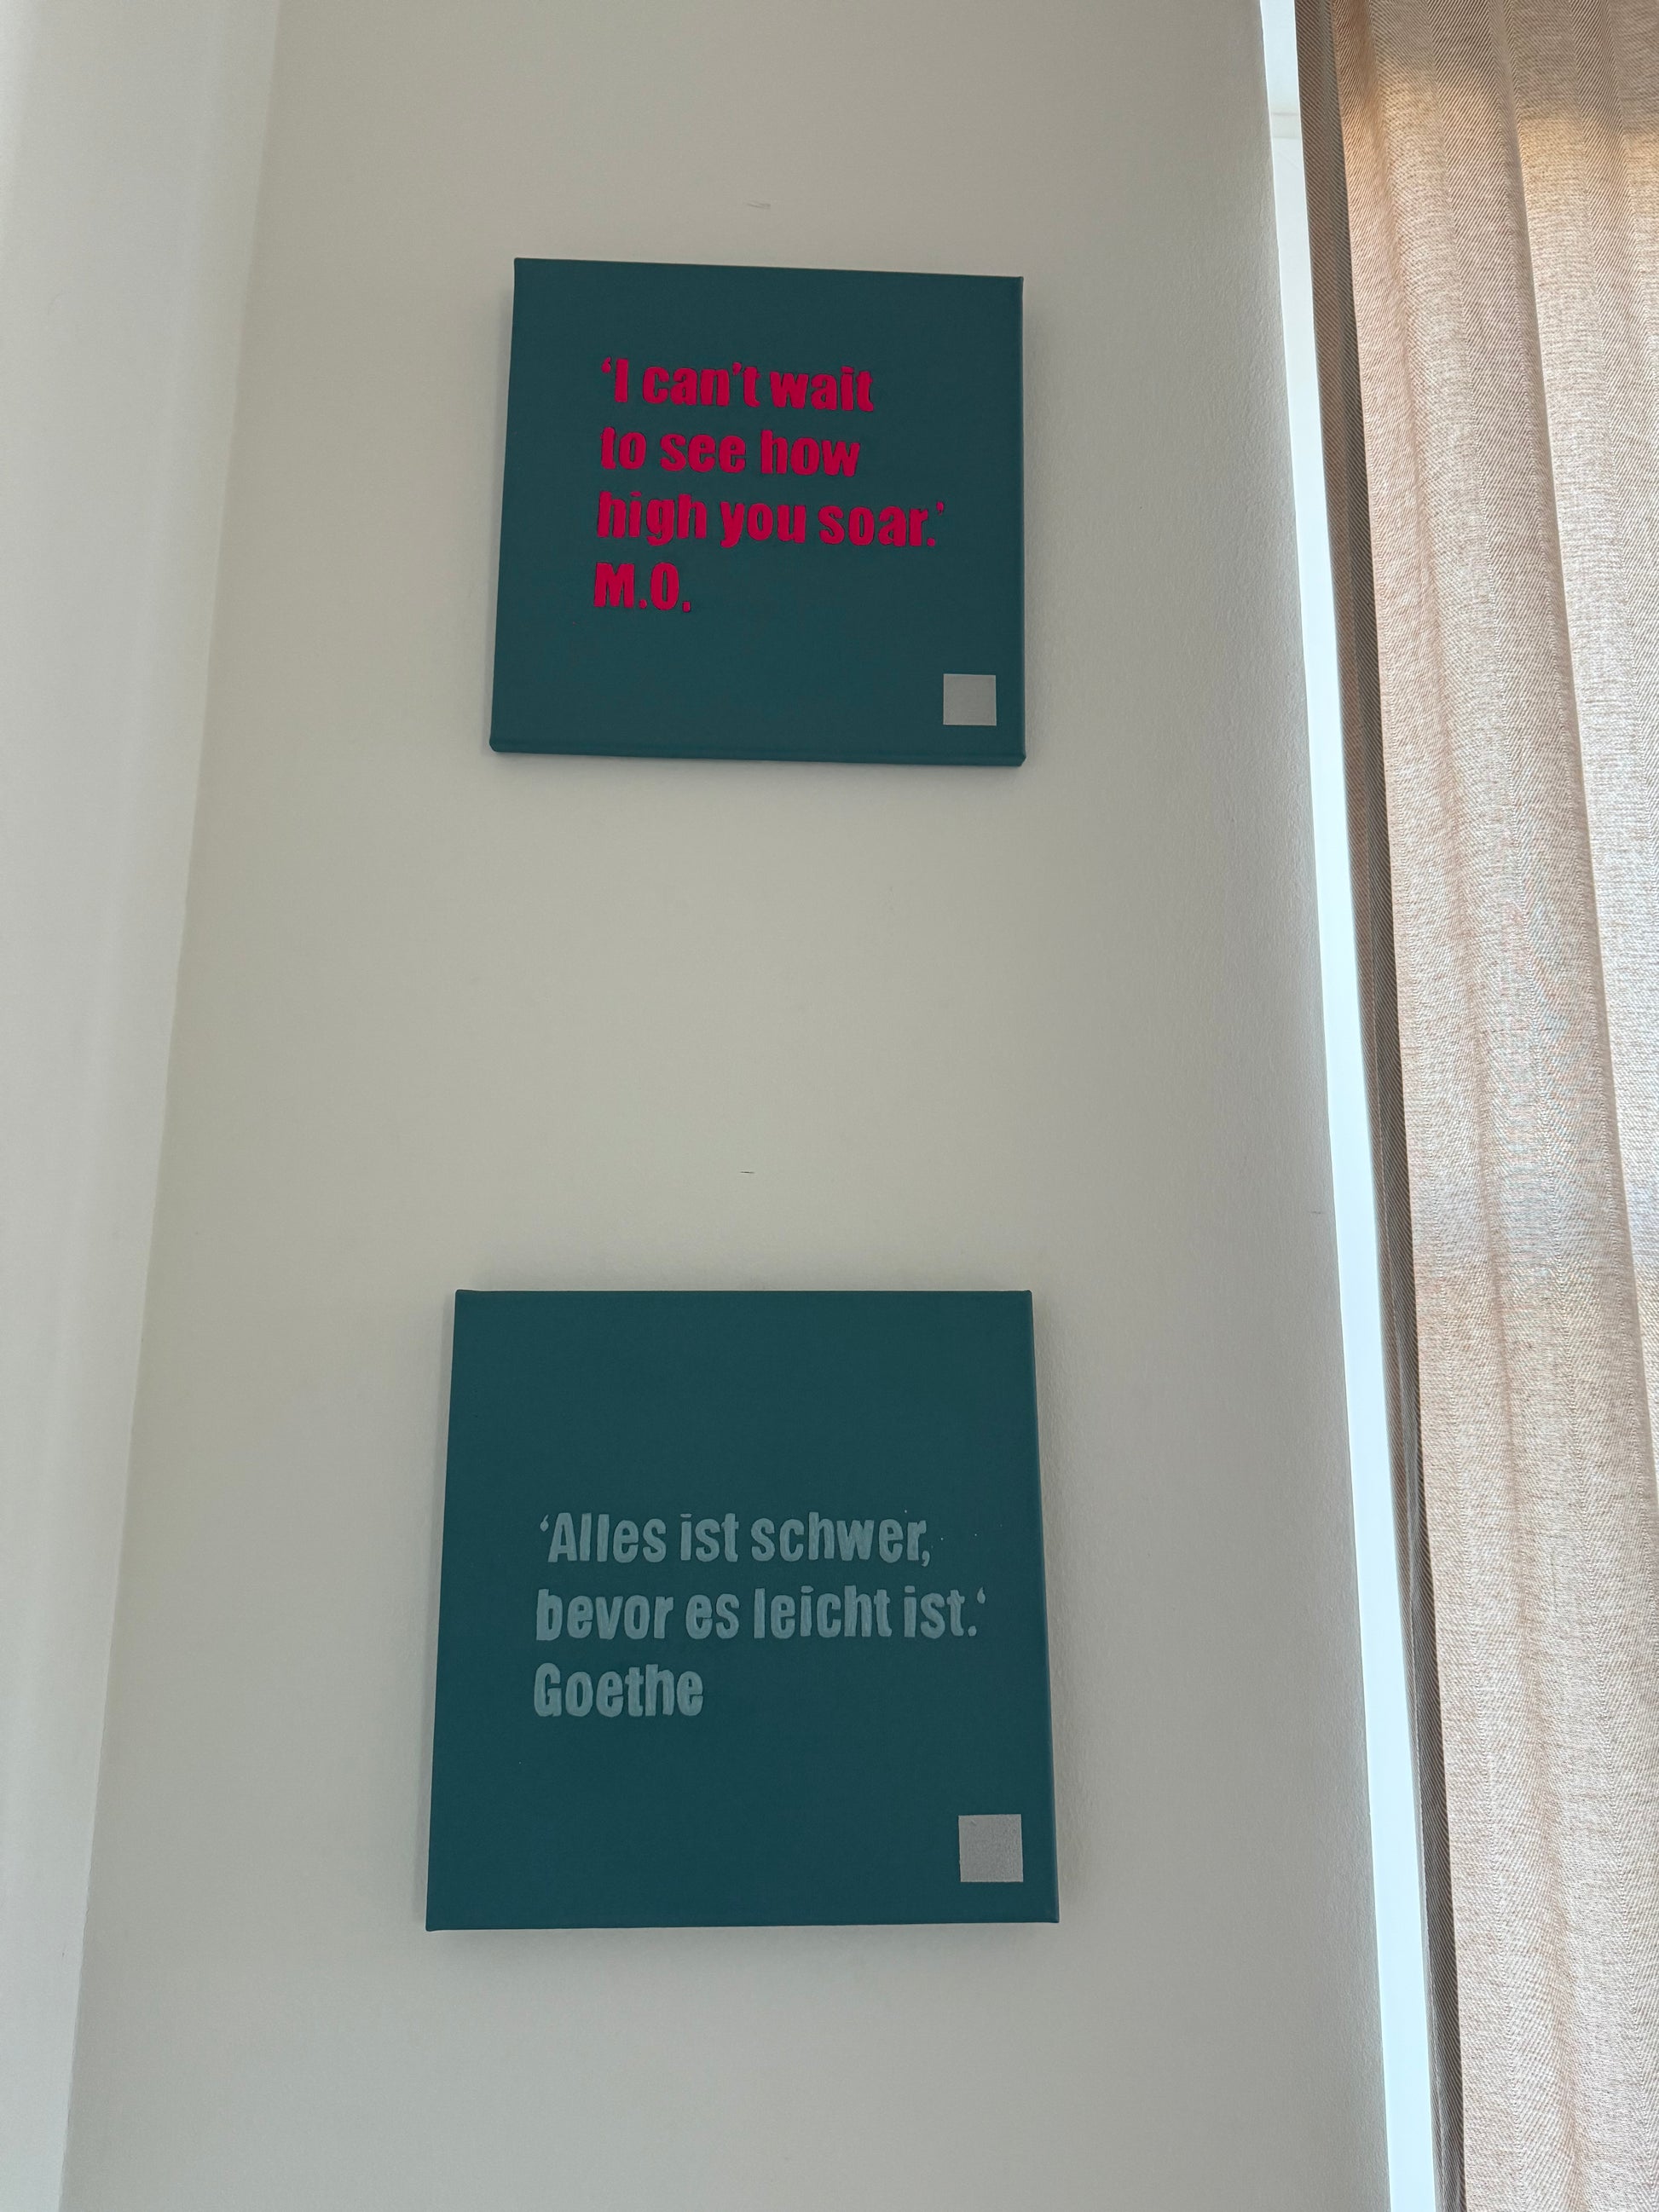 ‘I can't wait
to see how
high you soar.’
M.O.
‘Alles ist schwer,
bevor es leicht ist.‘
Goethe